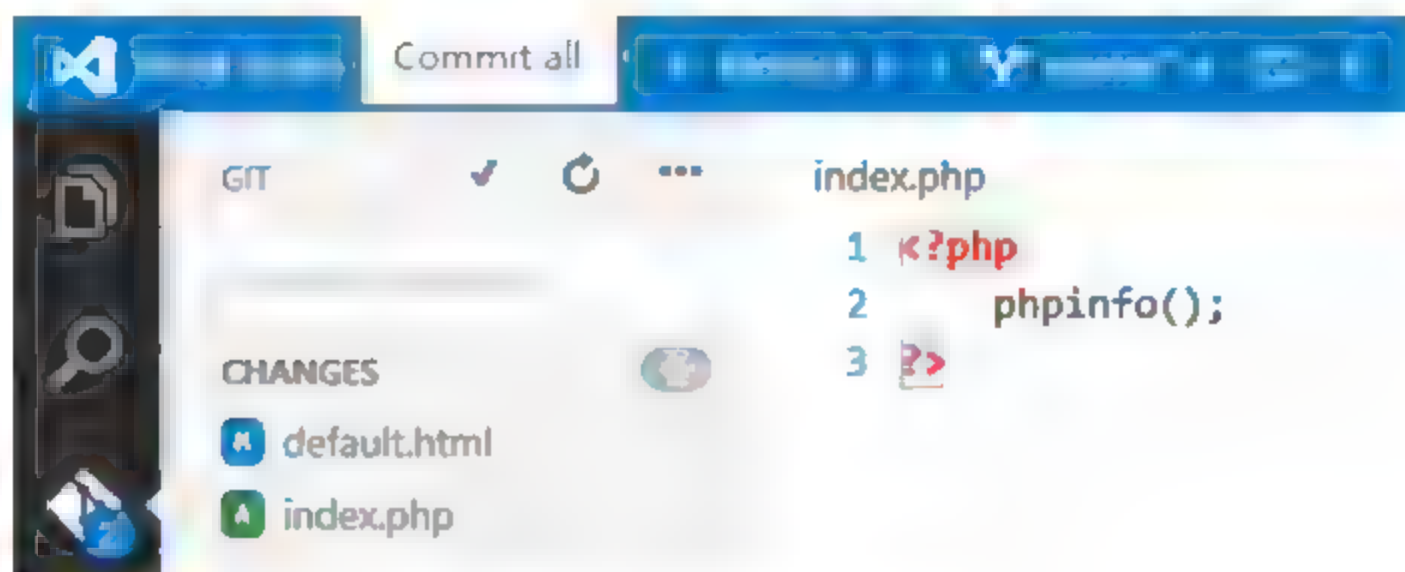 Commit all
GIT
CHANGES
default.html
index.php
index.php
1 <?php
2 phpinfo();
3 ?>